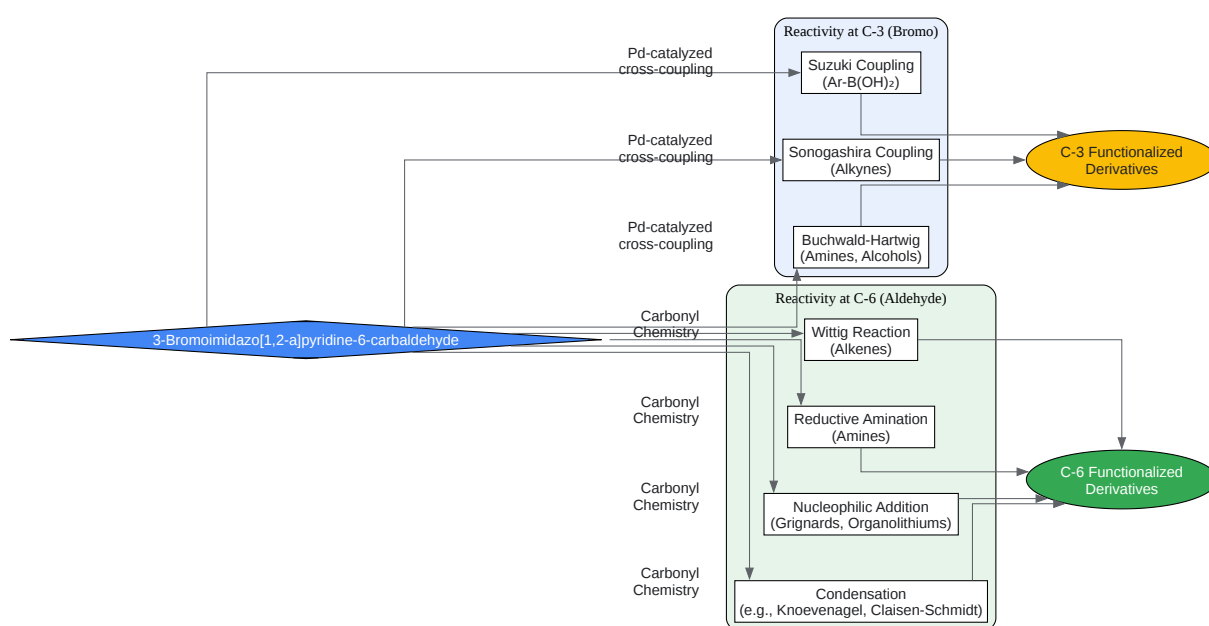 Reactivity at C-3 (Bromo)
Pd-catalyzed
cross-coupling
Suzuki Coupling
(Ar-B(OH)₂)
Pd-catalyzed
cross-coupling
Sonogashira Coupling
(Alkynes)
C-3 Functionalized
Derivatives
Pd-catalyzed
cross-coupling
Buchwald-Hartwig
(Amines, Alcohols)
Reactivity at C-6 (Aldehyde)
3-Bromoimidazo[1,2-a]pyridine-6-carbaldehyde
Carbonyl
Chemistry
Wittig Reaction
(Alkenes)
Carbonyl
Chemistry
Reductive Amination
(Amines)
C-6 Functionalized
Derivatives
Carbonyl
Chemistry
Nucleophilic Addition
(Grignards, Organolithiums)
Carbonyl
Chemistry
Condensation
(e.g., Knoevenagel, Claisen-Schmidt)